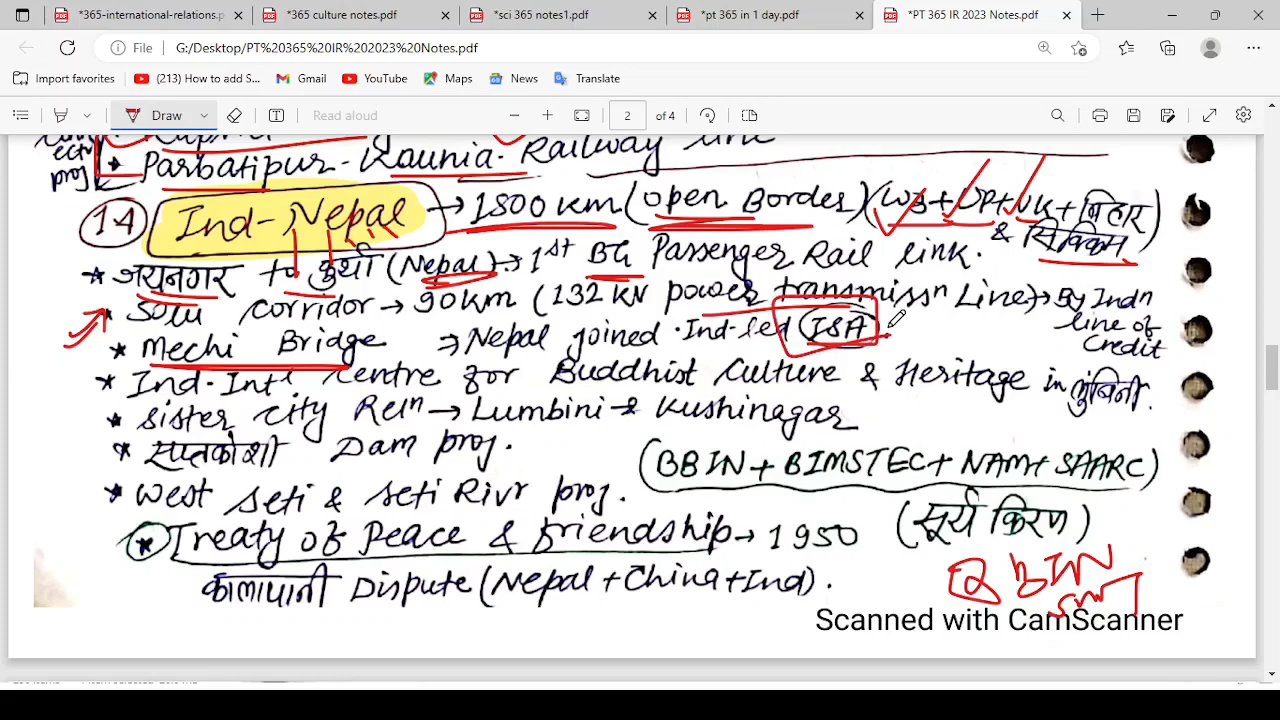 *365-international-relations.p
*365 culture notes.pdf
*sci 365 notes1.pdf
*pt 365 in 1 day.pdf
*PT 365 IR 2023 Notes.pdf
File
G:/Desktop/PT%20365%20IR%202023%20Notes.pdf
Import favorites
(213) How to add S...
Gmail
YouTube
Maps
News
Translate
Draw
Read aloud
2
of 4
ectv
proj
* Parbatipur-Kaunia-Railway line
14 Ind-Nepal → 1800 km (open Border) (WB + UP + UK + बिहार
& सिक्किम)
* जयनगर to कुर्था (Nepal) → 1st BG Passenger Rail link.
* Solu corridor → 90km (132 KN power transmissn Line) → By Indn
line of
credit
* Mechi Bridge ⇒ Nepal joined Ind-led ISA
* Ind-Intl Centre for Buddhist Culture & Heritage in लुंबिनी.
* Sister city Reln → Lumbini & Kushinagar
* सप्तकोशी Dam proj.
(BBIN + BIMSTEC + NAM + SAARC)
* West Seti & Seti Rivr proj.
* Treaty of Peace & friendship → 1950 (सूर्य किरण)
कालापानी Dispute (Nepal + China + Ind).
BIN
Scanned with CamScanner